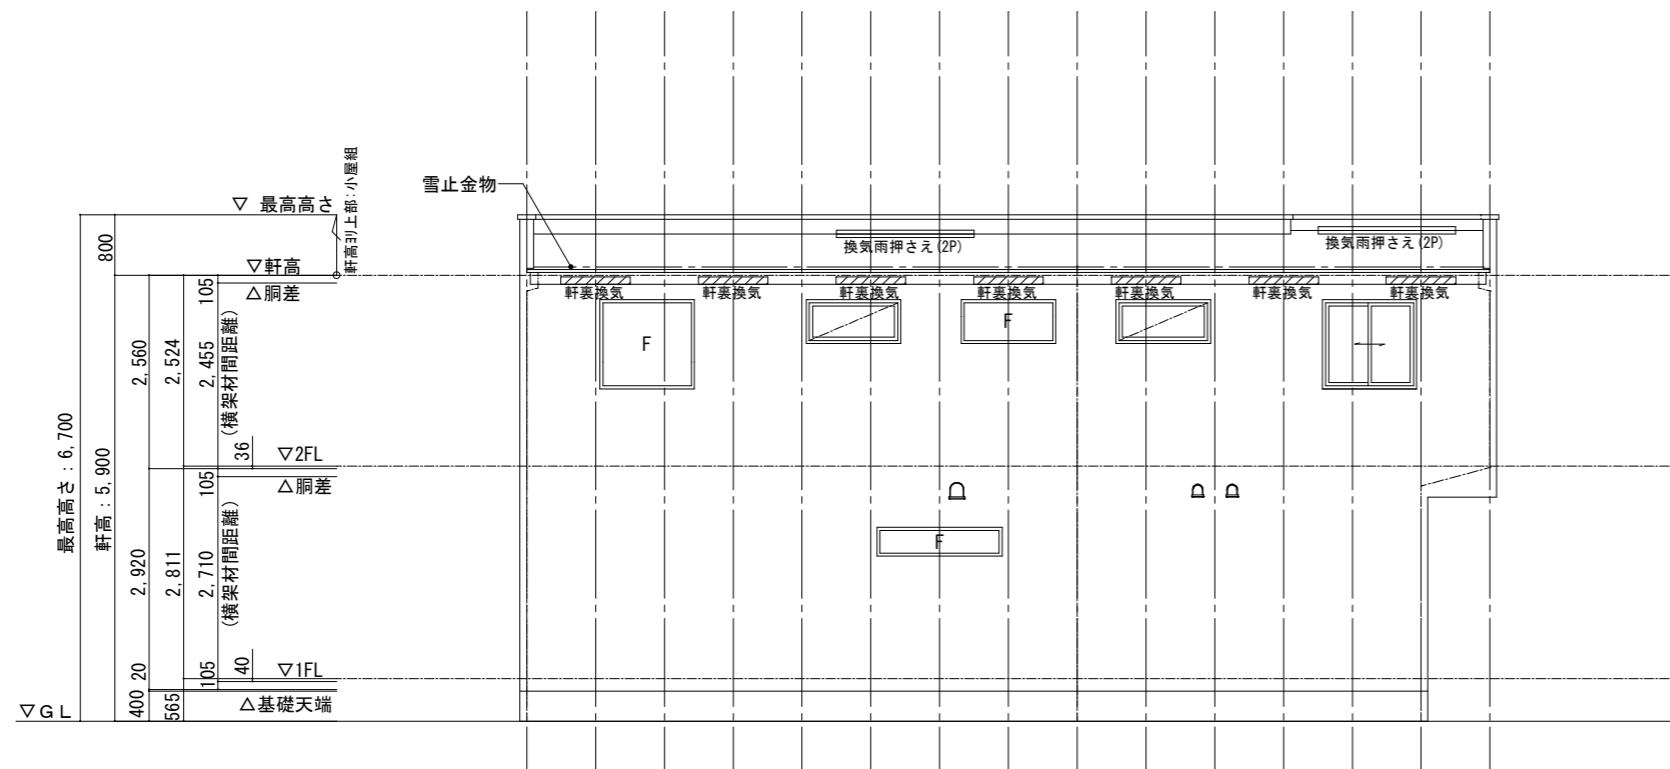 雪止金物
軒高ヨリ上部:小屋組
▽ 最高高さ
換気雨押さえ(2P)
換気雨押さえ(2P)
800
▽軒高
△胴差
105
軒裏換気
軒裏換気
軒裏換気
軒裏換気
軒裏換気
軒裏換気
軒裏換気
F
F
2,560
2,524
2,455
(横架材間距離)
最高高さ:6,700
軒高:5,900
36
▽2FL
△胴差
105
2,920
2,811
2,710
(横架材間距離)
F
20
105
40
▽1FL
400
565
△基礎天端
▽GL